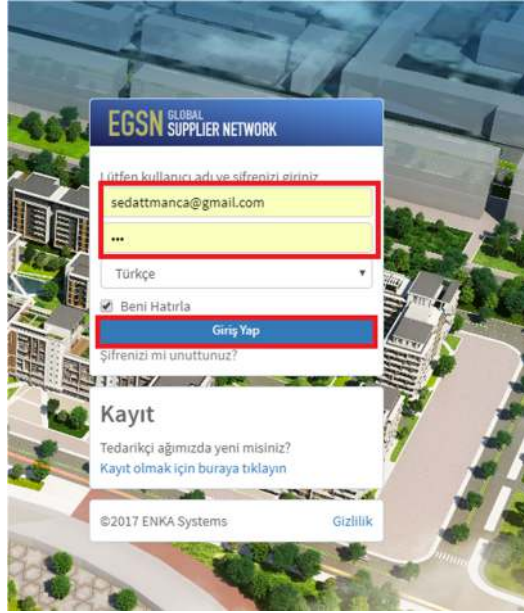 EGSN GLOBAL SUPPLIER NETWORK
Lütfen kullanıcı adı ve şifrenizi giriniz
sedattmanca@gmail.com
•••
Türkçe
Beni Hatırla
Giriş Yap
Şifrenizi mi unuttunuz?
Kayıt
Tedarikçi ağımızda yeni misiniz?
Kayıt olmak için buraya tıklayın
©2017 ENKA Systems
Gizlilik